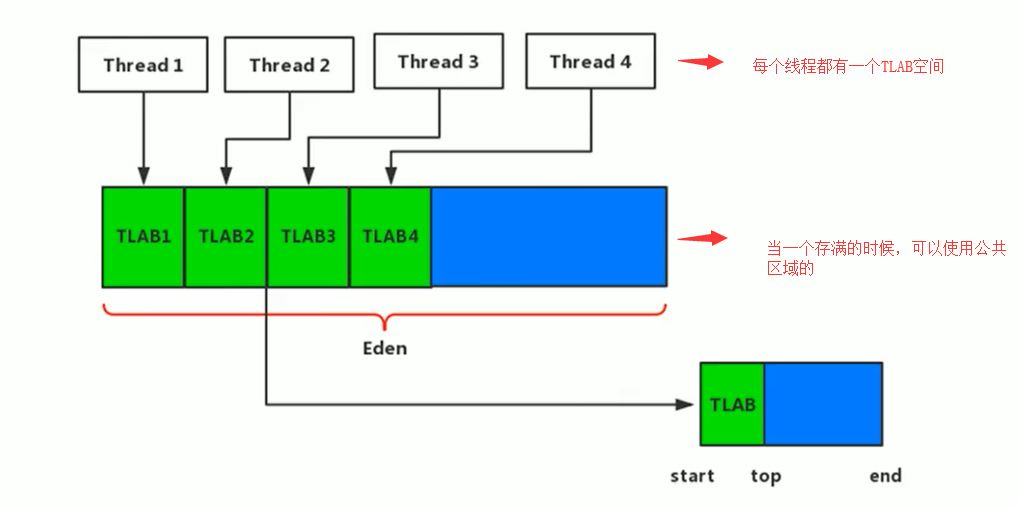 Thread 1
Thread 2
Thread 3
Thread 4
每个线程都有一个TLAB空间
TLAB1
TLAB2
TLAB3
TLAB4
当一个存满的时候，可以使用公共
区域的
Eden
TLAB
start
top
end